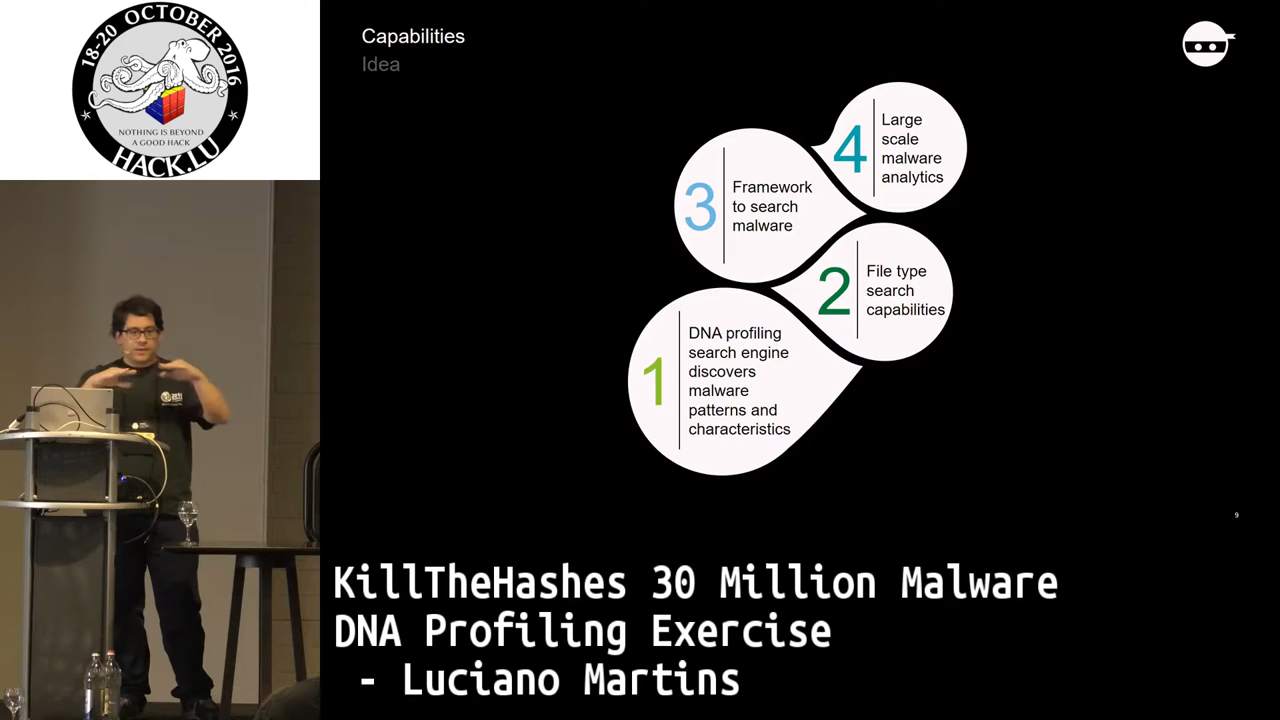 18-20 OCTOBER 2016
NOTHING IS BEYOND
A GOOD HACK
HACK.LU
Capabilities
Idea
4
Large
scale
malware
analytics
3
Framework
to search
malware
2
File type
search
capabilities
1
DNA profiling
search engine
discovers
malware
patterns and
characteristics
9
KillTheHashes 30 Million Malware
DNA Profiling Exercise
- Luciano Martins